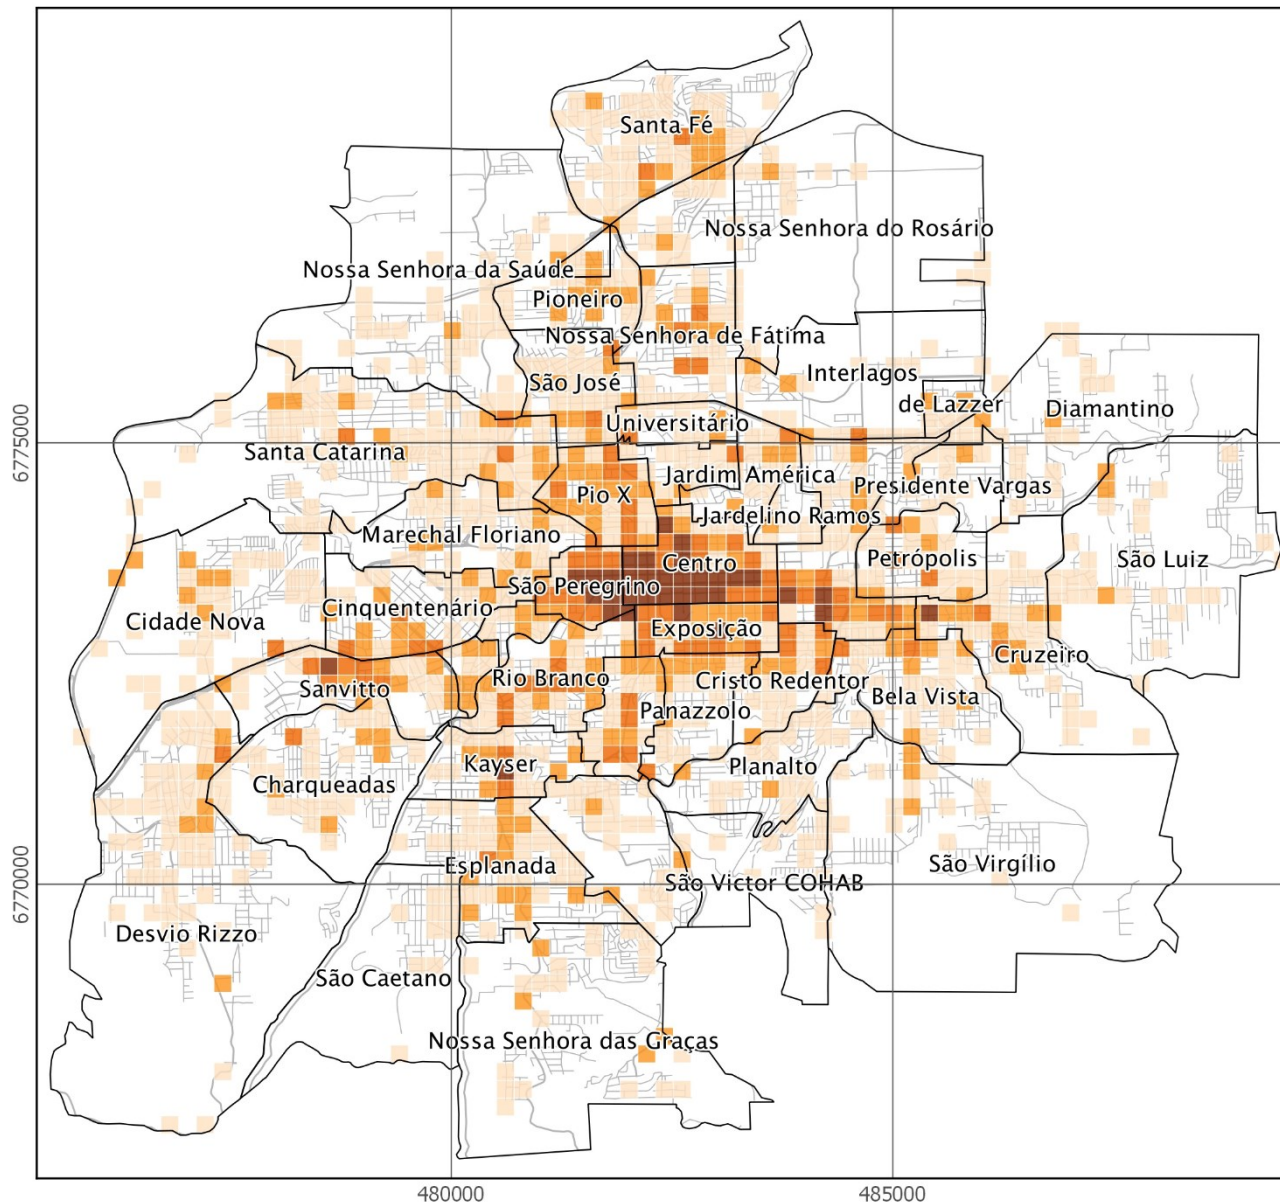 Santa Fé
Nossa Senhora do Rosário
Nossa Senhora da Saúde
Pioneiro
Nossa Senhora de Fátima
Interlagos
São José
de Lazzer
Diamantino
Universitário
6775000
Santa Catarina
Jardim América
Presidente Vargas
Pio X
Jardelino Ramos
Marechal Floriano
Centro
Petrópolis
São Luiz
São Peregrino
Cinquentenário
Cidade Nova
Exposição
Cruzeiro
Rio Branco
Cristo Redentor
Sanvitto
Bela Vista
Panazzolo
Kayser
Planalto
Charqueadas
São Virgílio
Esplanada
São Victor COHAB
6770000
Desvio Rizzo
São Caetano
Nossa Senhora das Graças
480000
485000